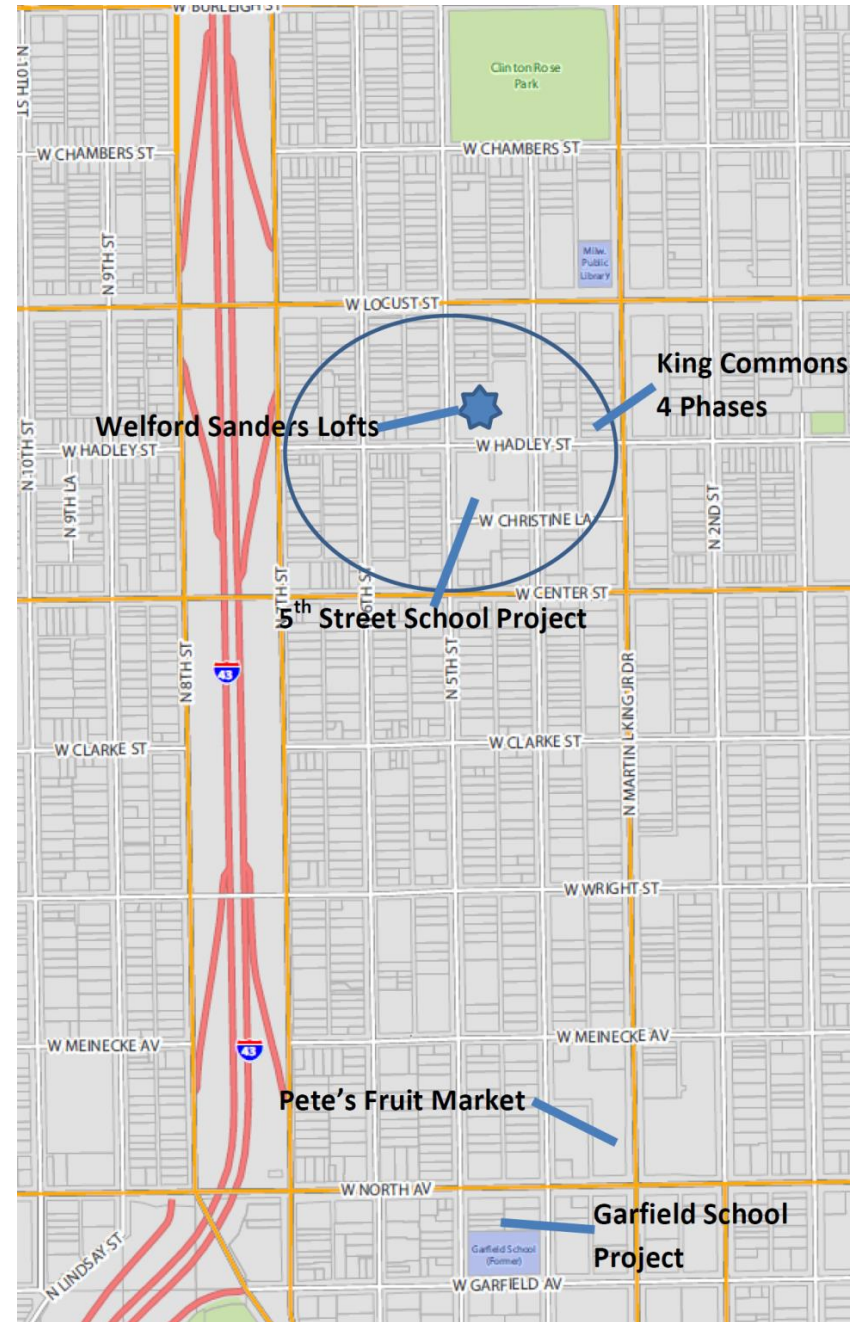 W BURLEIGH ST
N 10TH ST
Clinton Rose
Park
W CHAMBERS ST
W CHAMBERS ST
N 9TH ST
Milw.
Public
Library
W LOCUST ST
King Commons
4 Phases
Welford Sanders Lofts
W HADLEY ST
W HADLEY ST
N 10TH ST
N 9TH LA
N 2ND ST
W CHRISTINE LA
N 7TH ST
N 6TH ST
W CENTER ST
5th Street School Project
N 8TH ST
43
N 5TH ST
N MARTIN L KING JR DR
W CLARKE ST
W CLARKE ST
W WRIGHT ST
W MEINECKE AV
43
W MEINECKE AV
Pete's Fruit Market
W NORTH AV
Garfield School
Project
N LINDSAY ST
Garfield School
(Former)
W GARFIELD AV